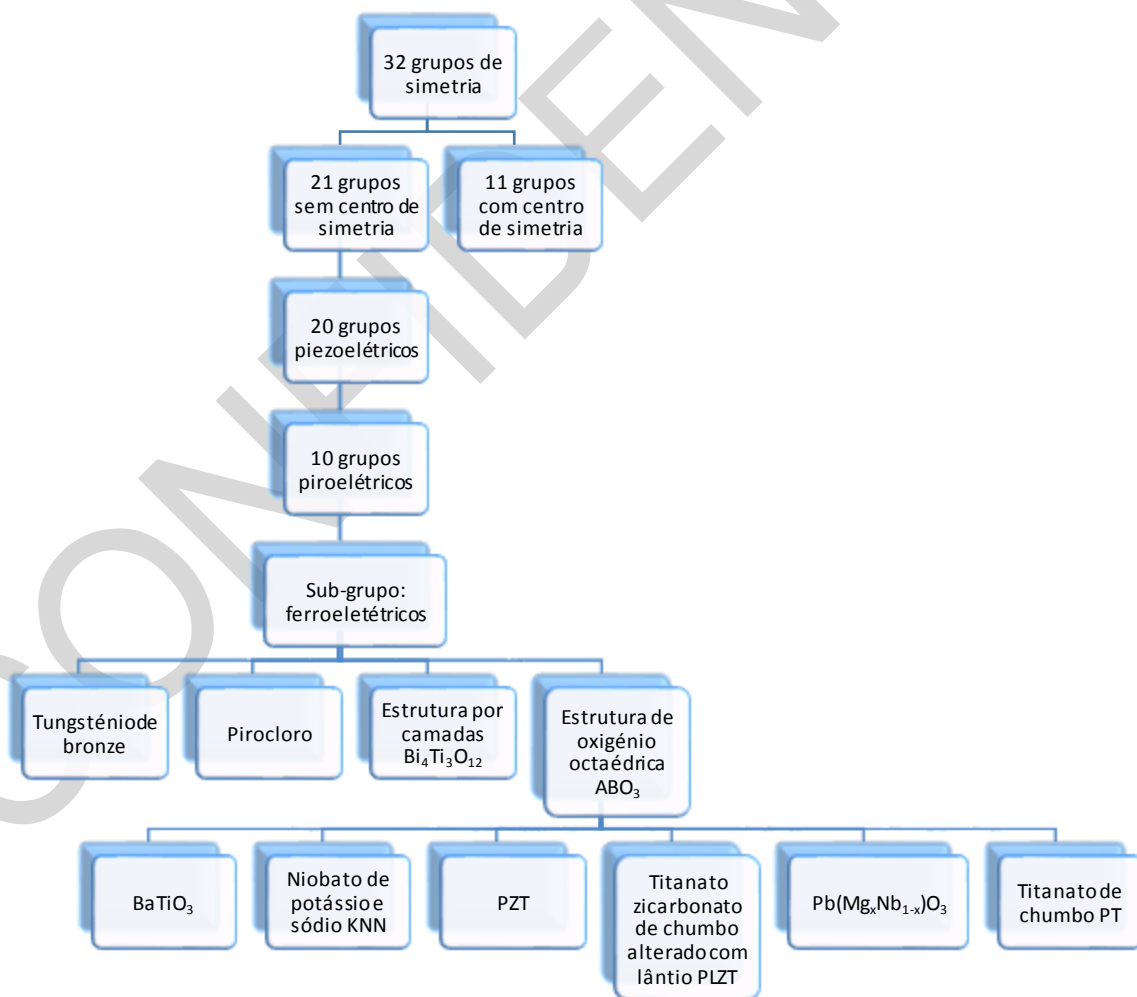 32 grupos de
simetria
21 grupos
sem centro de
simetria
11 grupos
com centro
de simetria
20 grupos
piezoelétricos
10 grupos
piroelétricos
Sub-grupo:
ferroeletétricos
Tungsténiode
bronze
Pirocloro
Estrutura por
camadas
Bi₄Ti₃O₁₂
Estrutura de
oxigénio
octaédrica
ABO₃
BaTiO₃
Niobato de
potássio e
sódio KNN
PZT
Titanato
zicarbonato
de chumbo
alterado com
lântio PLZT
Pb(MgₓNb₁₋ₓ)O₃
Titanato de
chumbo PT